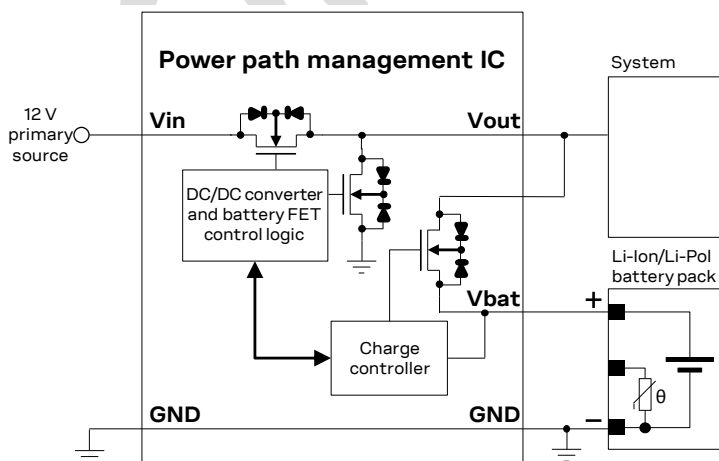 Power path management IC
System
12 V
primary
source
Vin
Vout
DC/DC converter
and battery FET
control logic
Li-Ion/Li-Pol
battery pack
Vbat
+
Charge
controller
θ
GND
GND
−